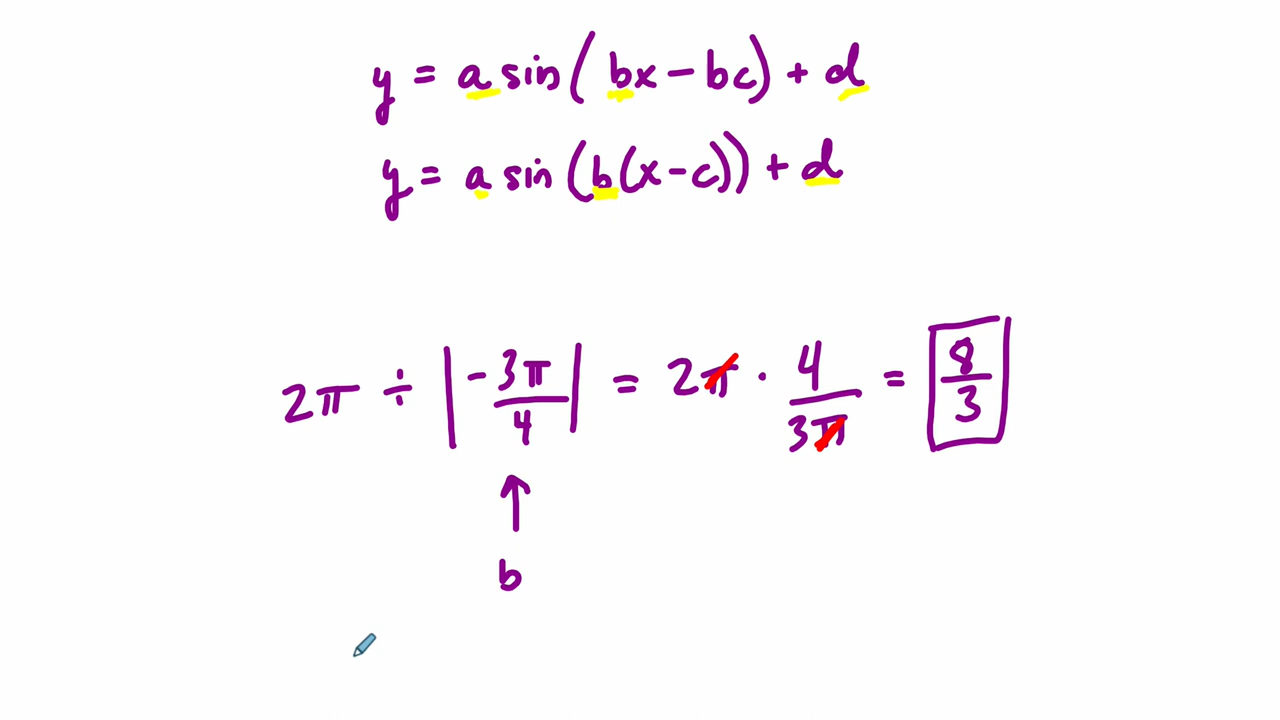 y = a sin(bx - bc) + d
y = a sin(b(x - c)) + d
2π ÷ |-3π/4| = 2π · 4/3π = 8/3
b